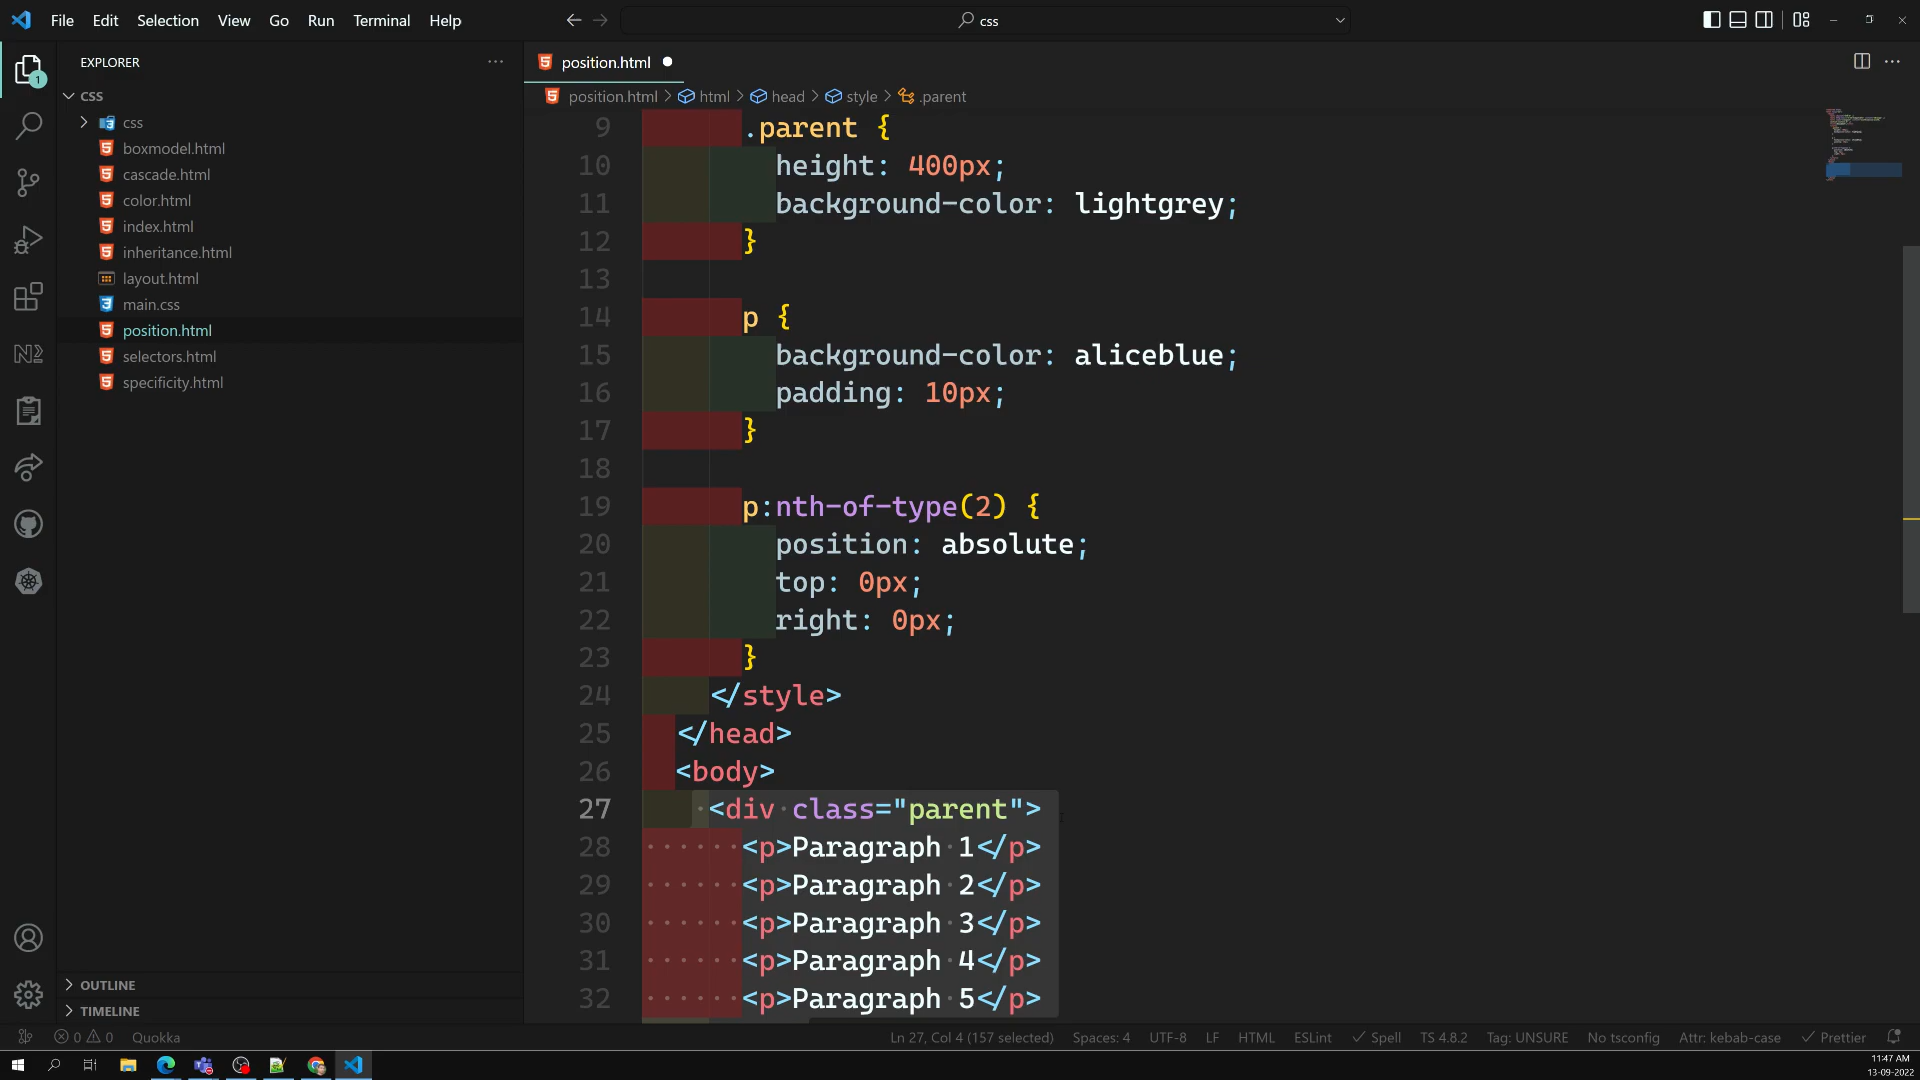 File Edit Selection View Go Run Terminal Help
css
EXPLORER
CSS
css
boxmodel.html
cascade.html
color.html
index.html
inheritance.html
layout.html
main.css
position.html
selectors.html
specificity.html
OUTLINE
TIMELINE
1
position.html
position.html > html > head > style > .parent
9 .parent {
10 height: 400px;
11 background-color: lightgrey;
12 }
13
14 p {
15 background-color: aliceblue;
16 padding: 10px;
17 }
18
19 p:nth-of-type(2) {
20 position: absolute;
21 top: 0px;
22 right: 0px;
23 }
24 </style>
25 </head>
26 <body>
27 <div class="parent">
28 <p>Paragraph 1</p>
29 <p>Paragraph 2</p>
30 <p>Paragraph 3</p>
31 <p>Paragraph 4</p>
32 <p>Paragraph 5</p>
0 0 Quokka Ln 27, Col 4 (157 selected) Spaces: 4 UTF-8 LF HTML ESLint Spell TS 4.8.2 Tag: UNSURE No tsconfig Attr: kebab-case Prettier
11:47 AM
13-09-2022